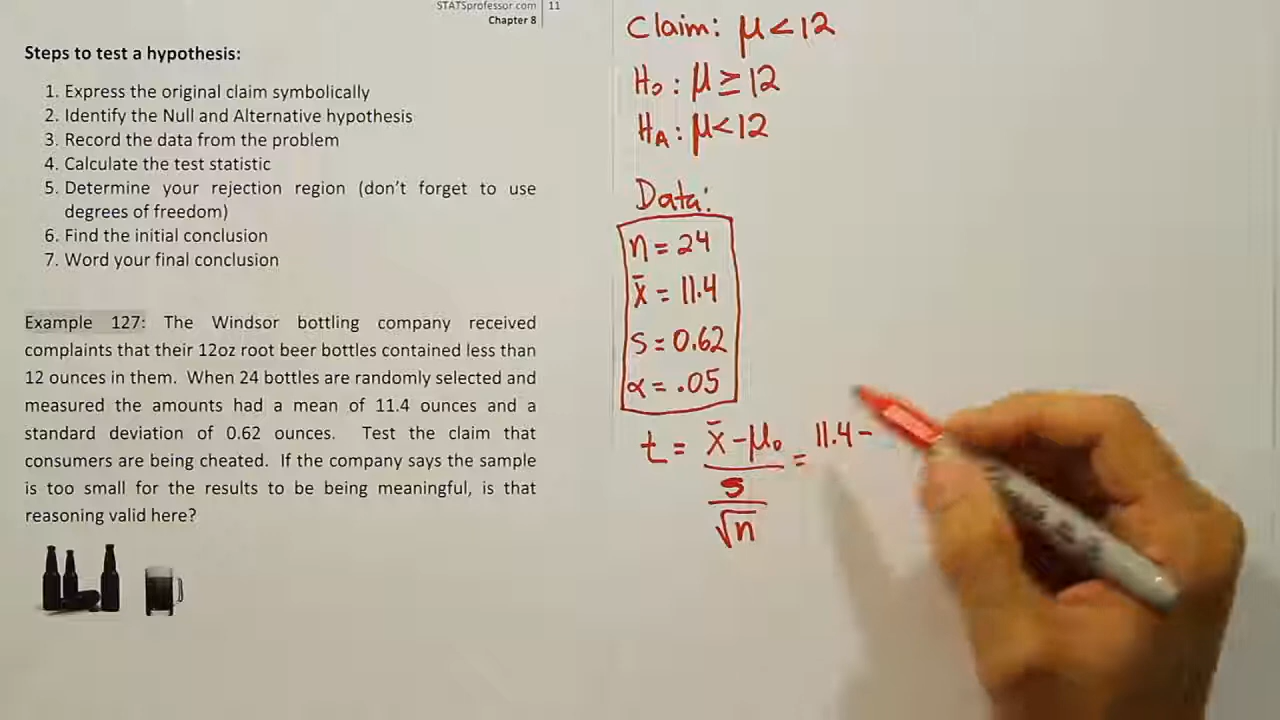 STATSprofessor.com | 11
Chapter 8
Steps to test a hypothesis:
1. Express the original claim symbolically
2. Identify the Null and Alternative hypothesis
3. Record the data from the problem
4. Calculate the test statistic
5. Determine your rejection region (don't forget to use
degrees of freedom)
6. Find the initial conclusion
7. Word your final conclusion
Example 127: The Windsor bottling company received
complaints that their 12oz root beer bottles contained less than
12 ounces in them. When 24 bottles are randomly selected and
measured the amounts had a mean of 11.4 ounces and a
standard deviation of 0.62 ounces. Test the claim that
consumers are being cheated. If the company says the sample
is too small for the results to be being meaningful, is that
reasoning valid here?
Claim: μ < 12
H₀: μ ≥ 12
Hₐ: μ < 12
Data:
n = 24
x̄ = 11.4
s = 0.62
α = .05
t = x̄ - μ₀ = 11.4 -
s
√n